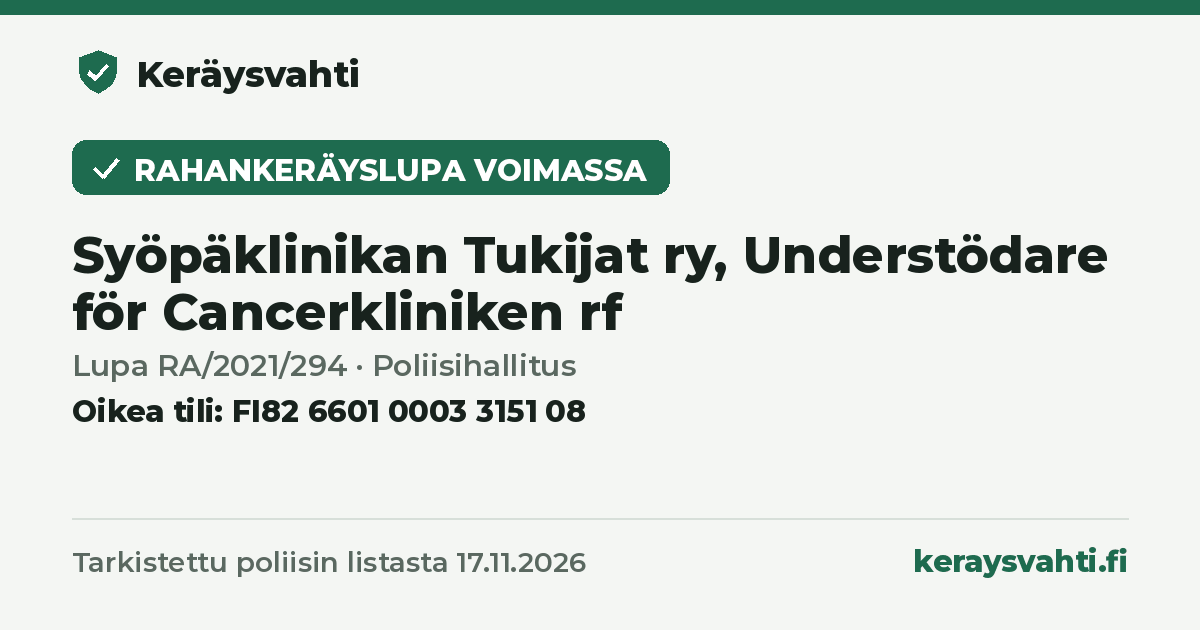 Keräysvahti
RAHANKERÄYSLUPA VOIMASSA
Syöpäklinikan Tukijat ry, Understödare
för Cancerkliniken rf
Lupa RA/2021/294 · Poliisihallitus
Oikea tili: FI82 6601 0003 3151 08
Tarkistettu poliisin listasta 17.11.2026
keraysvahti.fi